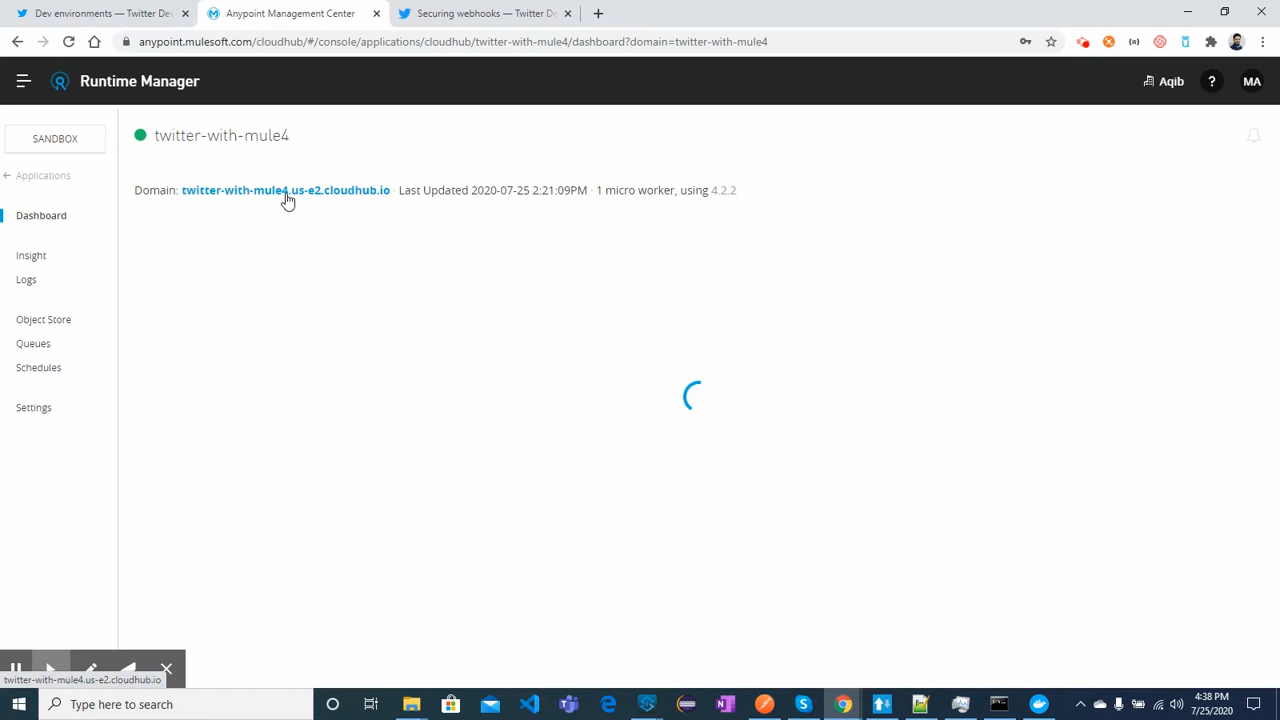 Dev environments — Twitter De
Anypoint Management Center
Securing webhooks — Twitter De
anypoint.mulesoft.com/cloudhub/#/console/applications/cloudhub/twitter-with-mule4/dashboard?domain=twitter-with-mule4
Runtime Manager
Aqib
?
MA
SANDBOX
twitter-with-mule4
Applications
Domain: twitter-with-mule4.us-e2.cloudhub.io · Last Updated 2020-07-25 2:21:09PM · 1 micro worker, using 4.2.2
Dashboard
Insight
Logs
Object Store
Queues
Schedules
Settings
twitter-with-mule4.us-e2.cloudhub.io
Type here to search
4:38 PM
7/25/2020